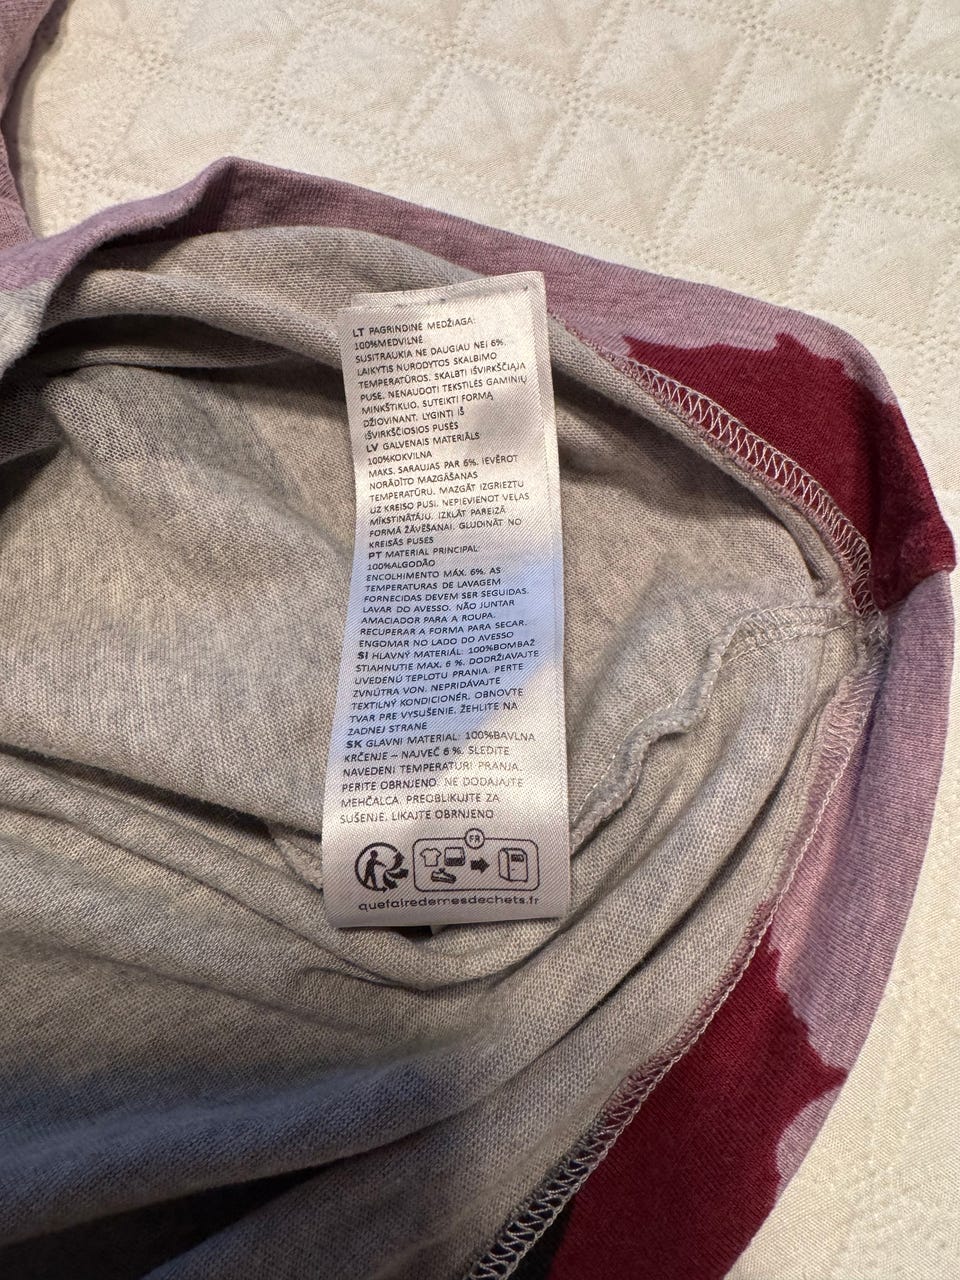 LT PAGRINDINĖ MEDŽIAGA:
100%MEDVILNĖ
SUSITRAUKIA NE DAUGIAU NEI 6%.
LAIKYTIS NURODYTOS SKALBIMO
TEMPERATŪROS. SKALBTI IŠVIRKŠČIĄJA
PUSE. NENAUDOTI TEKSTILĖS GAMINIŲ
MINKŠTIKLIO. SUTEIKTI FORMĄ
DŽIOVINANT. LYGINTI IŠ
IŠVIRKŠČIOSIOS PUSĖS
LV GALVENAIS MATERIĀLS
100%KOKVILNA
MAKS. SARAUJAS PAR 6%. IEVĒROT
NORĀDĪTO MAZGĀŠANAS
TEMPERATŪRU. MAZGĀT IZGRIEZTU
UZ KREISO PUSI. NEPIEVIENOT VEĻAS
MĪKSTINĀTĀJU. IZKLĀT PAREIZĀ
FORMĀ ŽĀVĒŠANAI. GLUDINĀT NO
KREISĀS PUSES
PT MATERIAL PRINCIPAL:
100%ALGODÃO
ENCOLHIMENTO MÁX. 6%. AS
TEMPERATURAS DE LAVAGEM
FORNECIDAS DEVEM SER SEGUIDAS.
LAVAR DO AVESSO. NÃO JUNTAR
AMACIADOR PARA A ROUPA.
RECUPERAR A FORMA PARA SECAR.
ENGOMAR NO LADO DO AVESSO
SI HLAVNÝ MATERIÁL: 100%BOMBAŽ
STIAHNUTIE MAX. 6 %. DODRŽIAVAJTE
UVEDENÚ TEPLOTU PRANIA. PERTE
ZVNÚTRA VON. NEPRIDÁVAJTE
TEXTILNÝ KONDICIONÉR. OBNOVTE
TVAR PRE VYSUŠENIE. ŽEHLITE NA
ZADNEJ STRANE
SK GLAVNI MATERIAL: 100%BAVLNA
KRČENJE – NAJVEČ 6 %. SLEDITE
NAVEDENI TEMPERATURI PRANJA.
PERITE OBRNJENO. NE DODAJAJTE
MEHČALCA. PREOBLIKUJTE ZA
SUŠENJE. LIKAJTE OBRNJENO
FR
quefairedemesdechets.fr